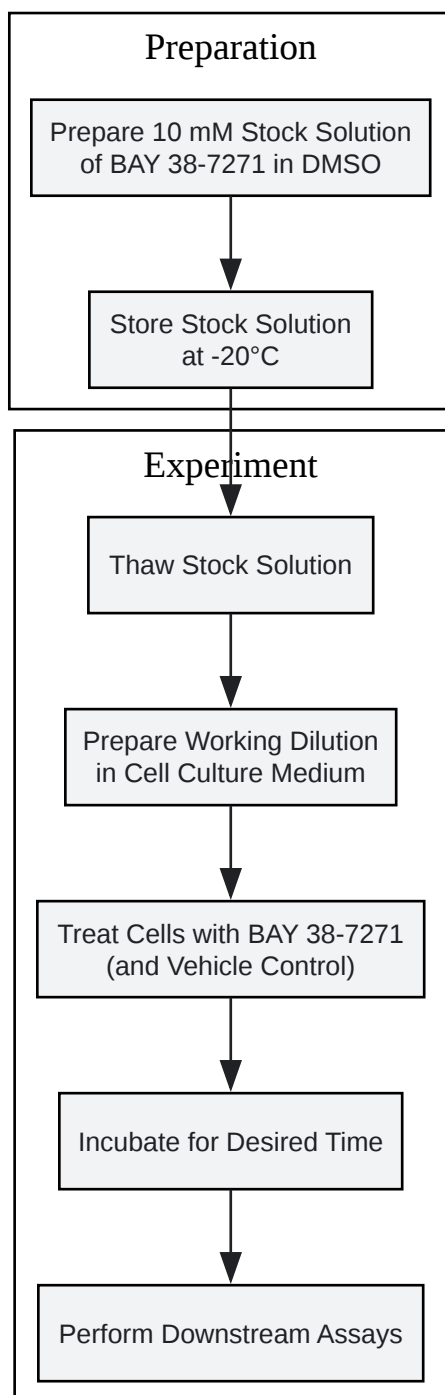 Preparation
Prepare 10 mM Stock Solution
of BAY 38-7271 in DMSO
Store Stock Solution
at -20°C
Experiment
Thaw Stock Solution
Prepare Working Dilution
in Cell Culture Medium
Treat Cells with BAY 38-7271
(and Vehicle Control)
Incubate for Desired Time
Perform Downstream Assays